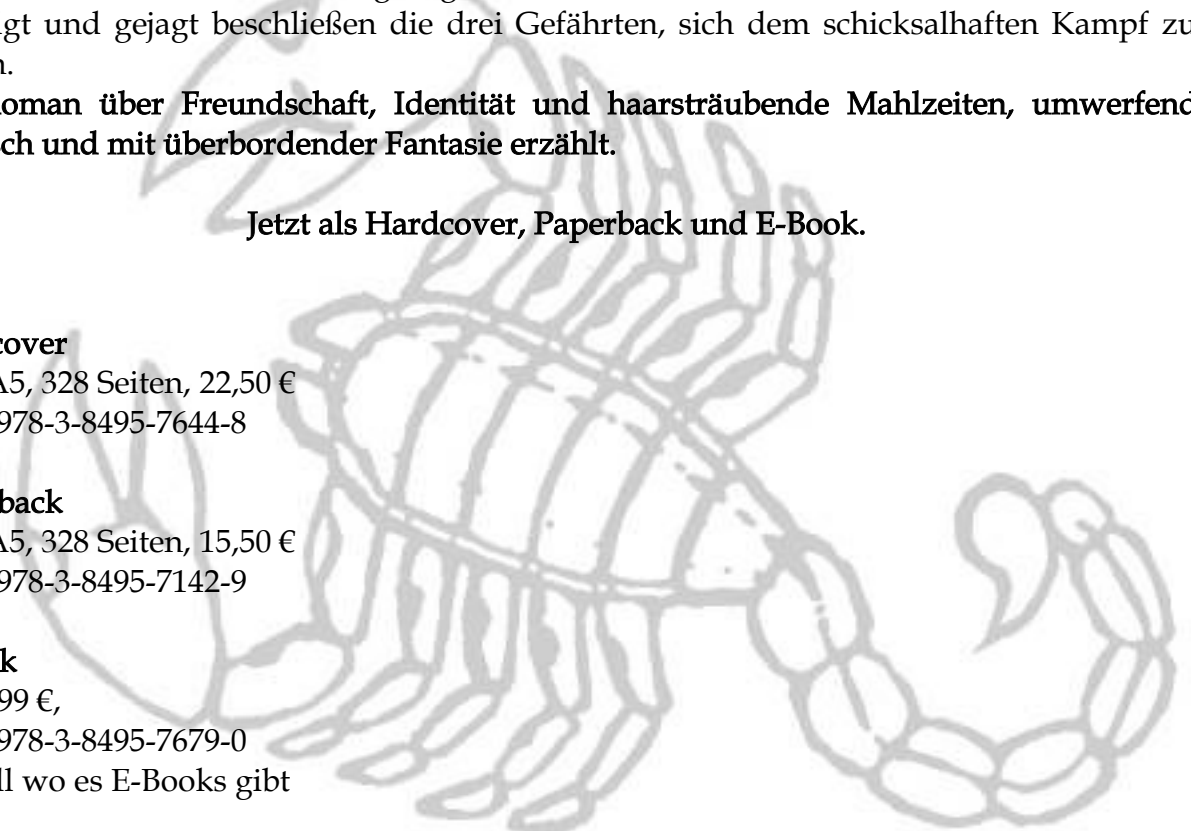 igt und gejagt beschließen die drei Gefährten, sich dem schicksalhaften Kampf zu
n.
oman über Freundschaft, Identität und haarsträubende Mahlzeiten, umwerfend
ch und mit überbordender Fantasie erzählt.
Jetzt als Hardcover, Paperback und E-Book.
cover
A5, 328 Seiten, 22,50 €
978-3-8495-7644-8
back
A5, 328 Seiten, 15,50 €
978-3-8495-7142-9
k
99 €,
978-3-8495-7679-0
ll wo es E-Books gibt